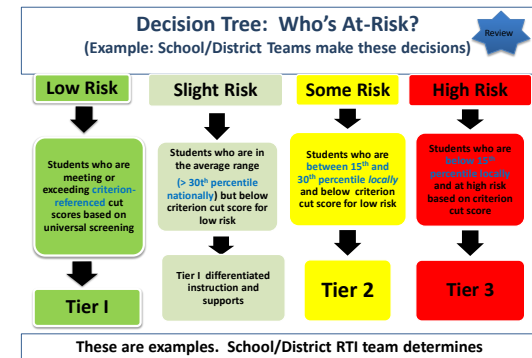 Decision Tree: Who's At-Risk?
(Example: School/District Teams make these decisions)
Review
Low Risk
Slight Risk
Some Risk
High Risk
Students who are
meeting or
exceeding criterion-
referenced cut
scores based on
universal screening
Students who are in
the average range
(> 30th percentile
nationally) but below
criterion cut score for
low risk
Students who are
between 15th and
30th percentile locally
and below criterion
cut score for low risk
Students who are
below 15th
percentile locally
and at high risk
based on criterion
cut score
Tier I
Tier I differentiated
instruction and
supports
Tier 2
Tier 3
These are examples. School/District RTI team determines